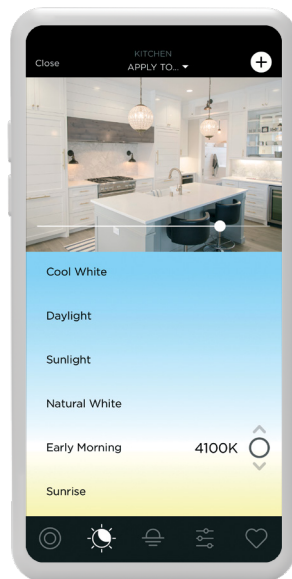 KITCHEN
Close
APPLY TO...
Cool White
Daylight
Sunlight
Natural White
Early Morning 4100K
Sunrise